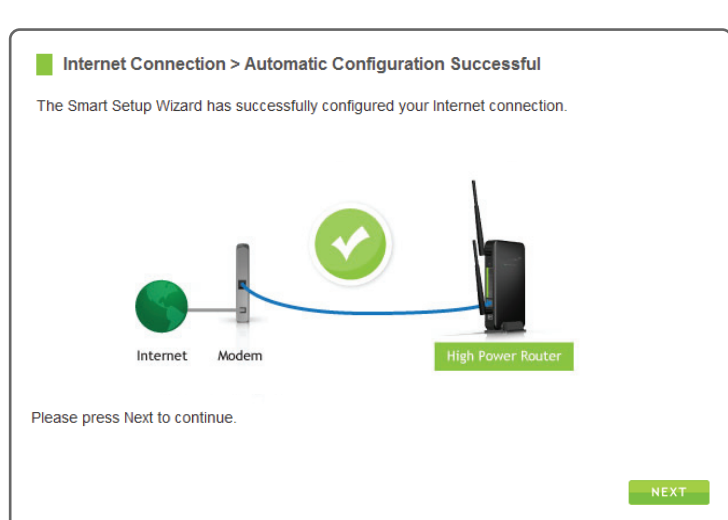 Internet Connection > Automatic Configuration Successful
The Smart Setup Wizard has successfully configured your Internet connection.
Internet
Modem
High Power Router
Please press Next to continue.
NEXT